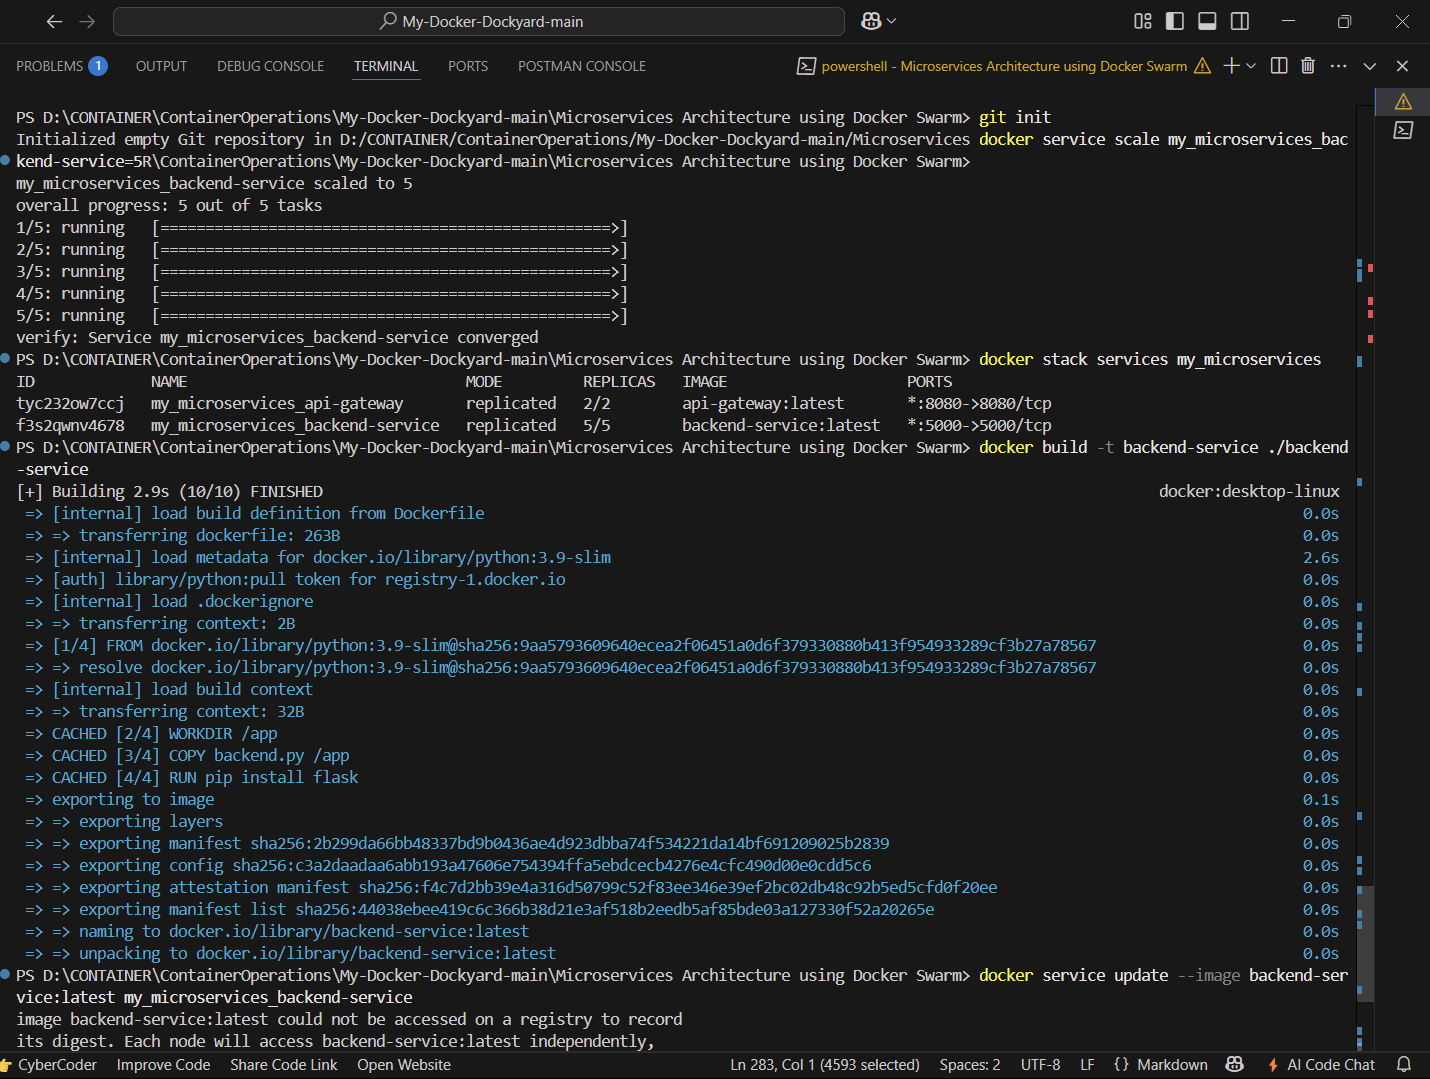 My-Docker-Dockyard-main
PROBLEMS 1 OUTPUT DEBUG CONSOLE TERMINAL PORTS POSTMAN CONSOLE powershell - Microservices Architecture using Docker Swarm
PS D:\CONTAINER\ContainerOperations\My-Docker-Dockyard-main\Microservices Architecture using Docker Swarm> git init
Initialized empty Git repository in D:/CONTAINER/ContainerOperations/My-Docker-Dockyard-main/Microservices docker service scale my_microservices_bac
kend-service=5R\ContainerOperations\My-Docker-Dockyard-main\Microservices Architecture using Docker Swarm>
my_microservices_backend-service scaled to 5
overall progress: 5 out of 5 tasks
1/5: running [==================================================>]
2/5: running [==================================================>]
3/5: running [==================================================>]
4/5: running [==================================================>]
5/5: running [==================================================>]
verify: Service my_microservices_backend-service converged
PS D:\CONTAINER\ContainerOperations\My-Docker-Dockyard-main\Microservices Architecture using Docker Swarm> docker stack services my_microservices
ID NAME MODE REPLICAS IMAGE PORTS
tyc232ow7ccj my_microservices_api-gateway replicated 2/2 api-gateway:latest *:8080->8080/tcp
f3s2qwnv4678 my_microservices_backend-service replicated 5/5 backend-service:latest *:5000->5000/tcp
PS D:\CONTAINER\ContainerOperations\My-Docker-Dockyard-main\Microservices Architecture using Docker Swarm> docker build -t backend-service ./backend
-service
[+] Building 2.9s (10/10) FINISHED docker:desktop-linux
=> [internal] load build definition from Dockerfile 0.0s
=> => transferring dockerfile: 263B 0.0s
=> [internal] load metadata for docker.io/library/python:3.9-slim 2.6s
=> [auth] library/python:pull token for registry-1.docker.io 0.0s
=> [internal] load .dockerignore 0.0s
=> => transferring context: 2B 0.0s
=> [1/4] FROM docker.io/library/python:3.9-slim@sha256:9aa5793609640ecea2f06451a0d6f379330880b413f954933289cf3b27a78567 0.0s
=> => resolve docker.io/library/python:3.9-slim@sha256:9aa5793609640ecea2f06451a0d6f379330880b413f954933289cf3b27a78567 0.0s
=> [internal] load build context 0.0s
=> => transferring context: 32B 0.0s
=> CACHED [2/4] WORKDIR /app 0.0s
=> CACHED [3/4] COPY backend.py /app 0.0s
=> CACHED [4/4] RUN pip install flask 0.0s
=> exporting to image 0.1s
=> => exporting layers 0.0s
=> => exporting manifest sha256:2b299da66bb48337bd9b0436ae4d923dbba74f534221da14bf691209025b2839 0.0s
=> => exporting config sha256:c3a2daadaa6abb193a47606e754394ffa5ebdcecb4276e4cfc490d00e0cdd5c6 0.0s
=> => exporting attestation manifest sha256:f4c7d2bb39e4a316d50799c52f83ee346e39ef2bc02db48c92b5ed5cfd0f20ee 0.0s
=> => exporting manifest list sha256:44038ebee419c6c366b38d21e3af518b2eedb5af85bde03a127330f52a20265e 0.0s
=> => naming to docker.io/library/backend-service:latest 0.0s
=> => unpacking to docker.io/library/backend-service:latest 0.0s
PS D:\CONTAINER\ContainerOperations\My-Docker-Dockyard-main\Microservices Architecture using Docker Swarm> docker service update --image backend-ser
vice:latest my_microservices_backend-service
image backend-service:latest could not be accessed on a registry to record
its digest. Each node will access backend-service:latest independently,
CyberCoder Improve Code Share Code Link Open Website Ln 283, Col 1 (4593 selected) Spaces: 2 UTF-8 LF {} Markdown AI Code Chat